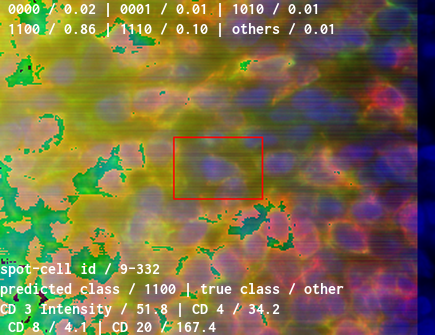 0000 / 0.02 | 0001 / 0.01 | 1010 / 0.01
1100 / 0.86 | 1110 / 0.10 | others / 0.01
spot-cell id / 9-332
predicted class / 1100 | true class / other
CD 3 Intensity / 51.8 | CD 4 / 34.2
CD 8 / 4.1 | CD 20 / 167.4